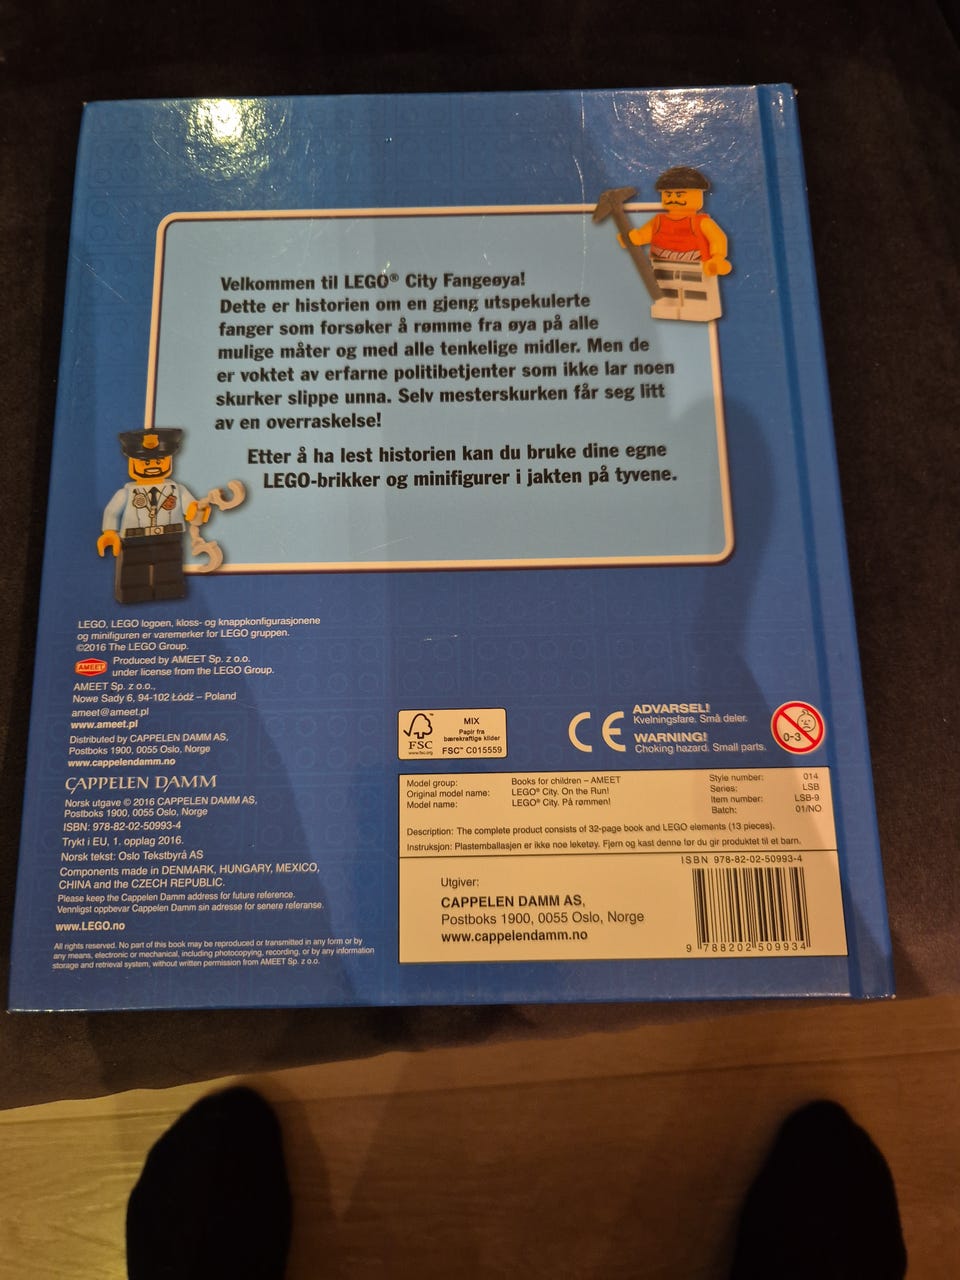 Velkommen til LEGO® City Fangeøya!
Dette er historien om en gjeng utspekulerte
fanger som forsøker å rømme fra øya på alle
mulige måter og med alle tenkelige midler. Men de
er voktet av erfarne politibetjenter som ikke lar noen
skurker slippe unna. Selv mesterskurken får seg litt
av en overraskelse!
Etter å ha lest historien kan du bruke dine egne
LEGO-brikker og minifigurer i jakten på tyvene.
LEGO, LEGO logoen, kloss- og knappkonfigurasjonene
og minifiguren er varemerker for LEGO gruppen.
©2016 The LEGO Group.
AMEET
Produced by AMEET Sp. z o.o.
under license from the LEGO Group.
AMEET Sp. z o.o.,
Nowe Sady 6, 94-102 Łódź – Poland
ameet@ameet.pl
www.ameet.pl
Distributed by CAPPELEN DAMM AS,
Postboks 1900, 0055 Oslo, Norge
www.cappelendamm.no
CAPPELEN DAMM
Norsk utgave © 2016 CAPPELEN DAMM AS,
Postboks 1900, 0055 Oslo, Norge
ISBN: 978-82-02-50993-4
Trykt i EU, 1. opplag 2016.
Norsk tekst: Oslo Tekstbyrå AS
Components made in DENMARK, HUNGARY, MEXICO,
CHINA and the CZECH REPUBLIC.
Please keep the Cappelen Damm address for future reference.
Vennligst oppbevar Cappelen Damm sin adresse for senere referanse.
www.LEGO.no
All rights reserved. No part of this book may be reproduced or transmitted in any form or by
any means, electronic or mechanical, including photocopying, recording, or by any information
storage and retrieval system, without written permission from AMEET Sp. z o.o.
FSC
www.fsc.org
MIX
Papir fra
bærekraftige kilder
FSC® C015559
CE
ADVARSEL!
Kvelningsfare. Små deler.
WARNING!
Choking hazard. Small parts.
0-3
Model group: Books for children – AMEET
Original model name: LEGO® City. On the Run!
Model name: LEGO® City. På rømmen!
Style number: 014
Series: LSB
Item number: LSB-9
Batch: 01/NO
Description: The complete product consists of 32-page book and LEGO elements (13 pieces).
Instruksjon: Plastemballasjen er ikke noe leketøy. Fjern og kast denne før du gir produktet til et barn.
Utgiver:
CAPPELEN DAMM AS,
Postboks 1900, 0055 Oslo, Norge
www.cappelendamm.no
ISBN 978-82-02-50993-4
9 788202 509934